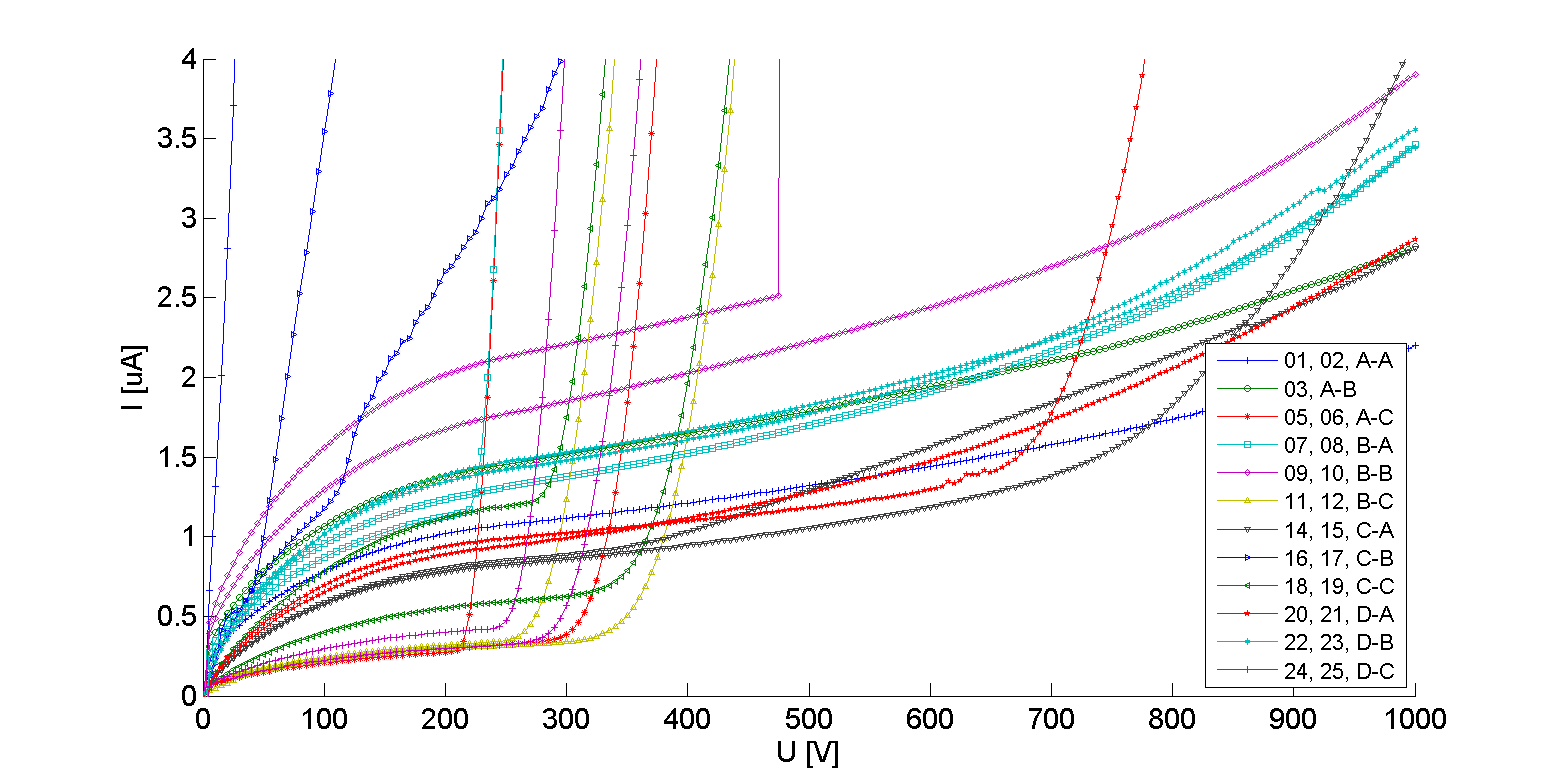 4
3.5
3
2.5
2
1.5
1
0.5
0
I [uA]
0 100 200 300 400 500 600 700 800 900 1000
U [V]
01, 02, A-A
03, A-B
05, 06, A-C
07, 08, B-A
09, 10, B-B
11, 12, B-C
14, 15, C-A
16, 17, C-B
18, 19, C-C
20, 21, D-A
22, 23, D-B
24, 25, D-C